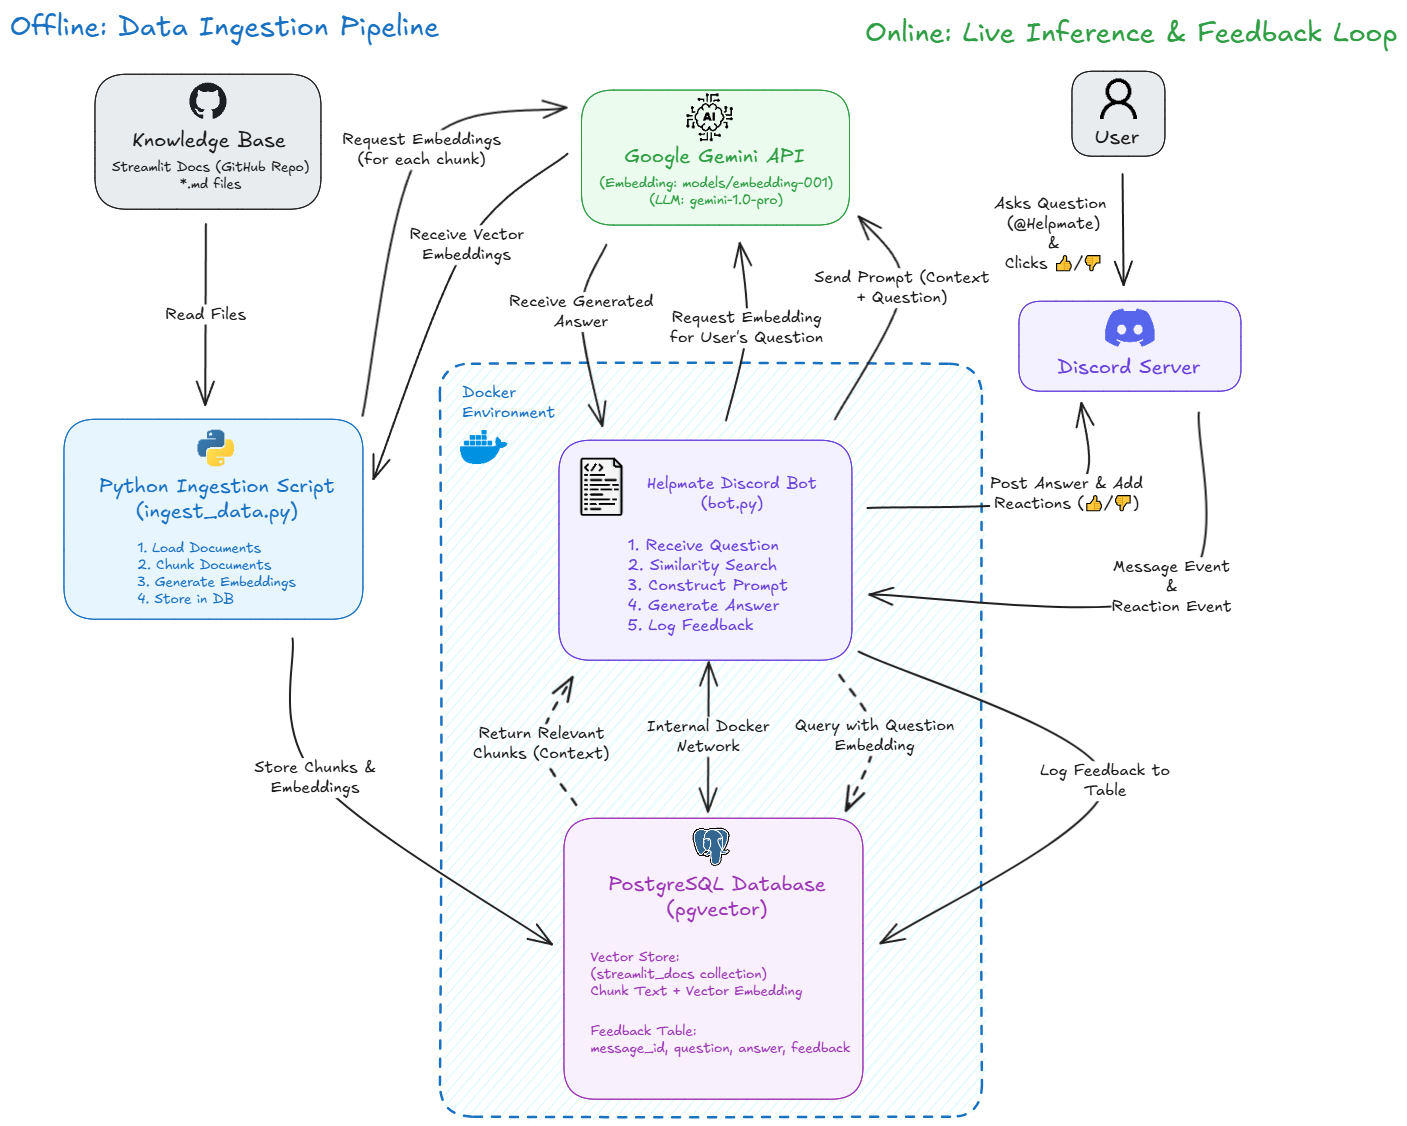 Offline: Data Ingestion Pipeline
Online: Live Inference & Feedback Loop
Knowledge Base
Streamlit Docs (GitHub Repo)
*.md files
Request Embeddings
(for each chunk)
AI
Google Gemini API
(Embedding: models/embedding-001)
(LLM: gemini-1.0-pro)
User
Asks Question
(@Helpmate)
&
Clicks 👍/👎
Receive Vector
Embeddings
Read Files
Receive Generated
Answer
Request Embedding
for User's Question
Send Prompt (Context
+ Question)
Discord Server
Docker
Environment
Python Ingestion Script
(ingest_data.py)
1. Load Documents
2. Chunk Documents
3. Generate Embeddings
4. Store in DB
</>
Helpmate Discord Bot
(bot.py)
1. Receive Question
2. Similarity Search
3. Construct Prompt
4. Generate Answer
5. Log Feedback
Post Answer & Add
Reactions (👍/👎)
Message Event
&
Reaction Event
Return Relevant
Chunks (Context)
Internal Docker
Network
Query with Question
Embedding
Store Chunks &
Embeddings
Log Feedback to
Table
PostgreSQL Database
(pgvector)
Vector Store:
(streamlit_docs collection)
Chunk Text + Vector Embedding
Feedback Table:
message_id, question, answer, feedback